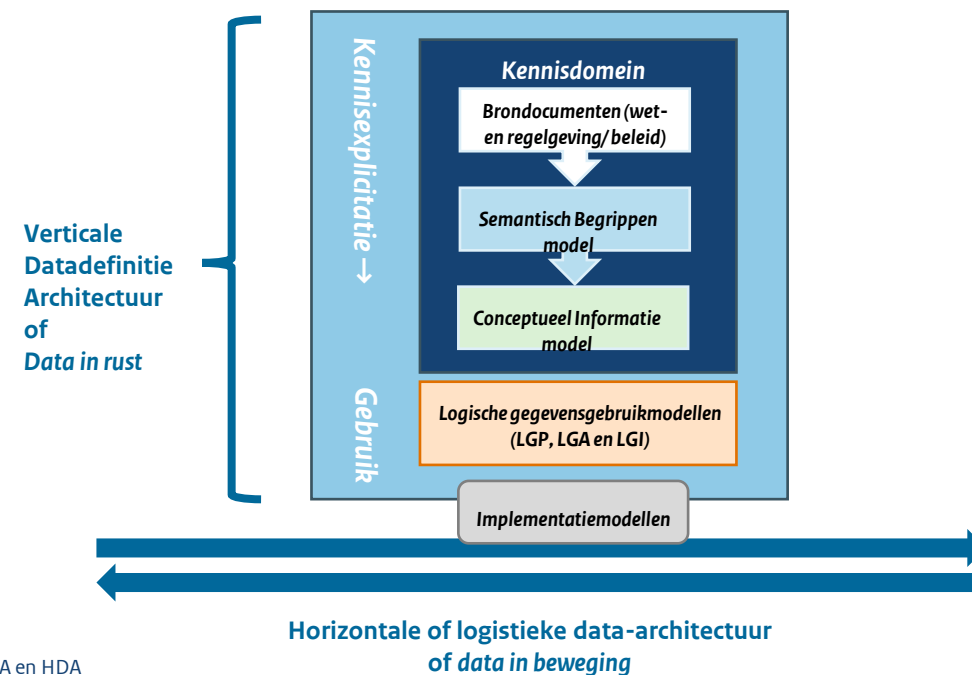 Kennisexplicitatie →
Kennisdomein
Brondocumenten (wet-
en regelgeving/ beleid)
Semantisch Begrippen
model
Conceptueel Informatie
model
Verticale
Datadefinitie
Architectuur
of
Data in rust
Gebruik
Logische gegevensgebruikmodellen
(LGP, LGA en LGI)
Implementatiemodellen
Horizontale of logistieke data-architectuur
of data in beweging
A en HDA